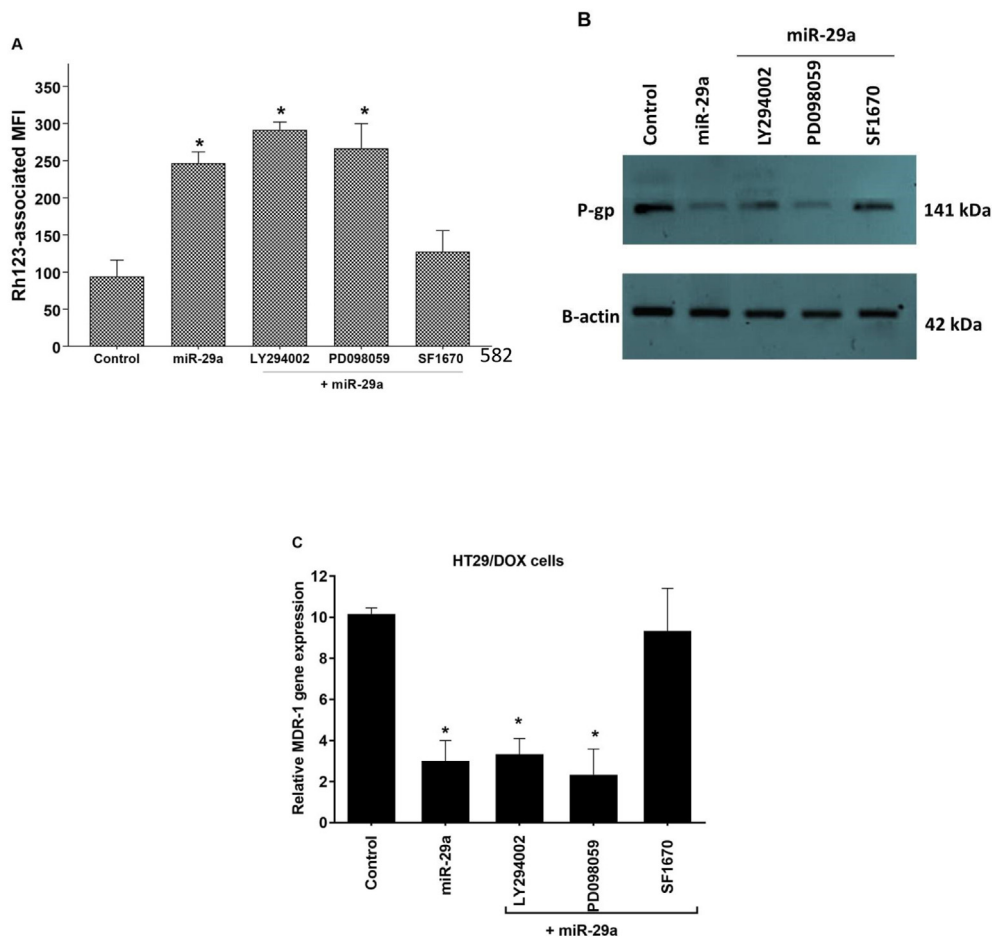 A
Rh123-associated MFI
350
300
250
200
150
100
50
0
*
*
*
Control
miR-29a
LY294002
PD098059
SF1670
582
+ miR-29a
B
miR-29a
Control
miR-29a
LY294002
PD098059
SF1670
P-gp
141 kDa
B-actin
42 kDa
C
HT29/DOX cells
Relative MDR-1 gene expression
12
10
8
6
4
2
0
*
*
*
Control
miR-29a
LY294002
PD098059
SF1670
+ miR-29a